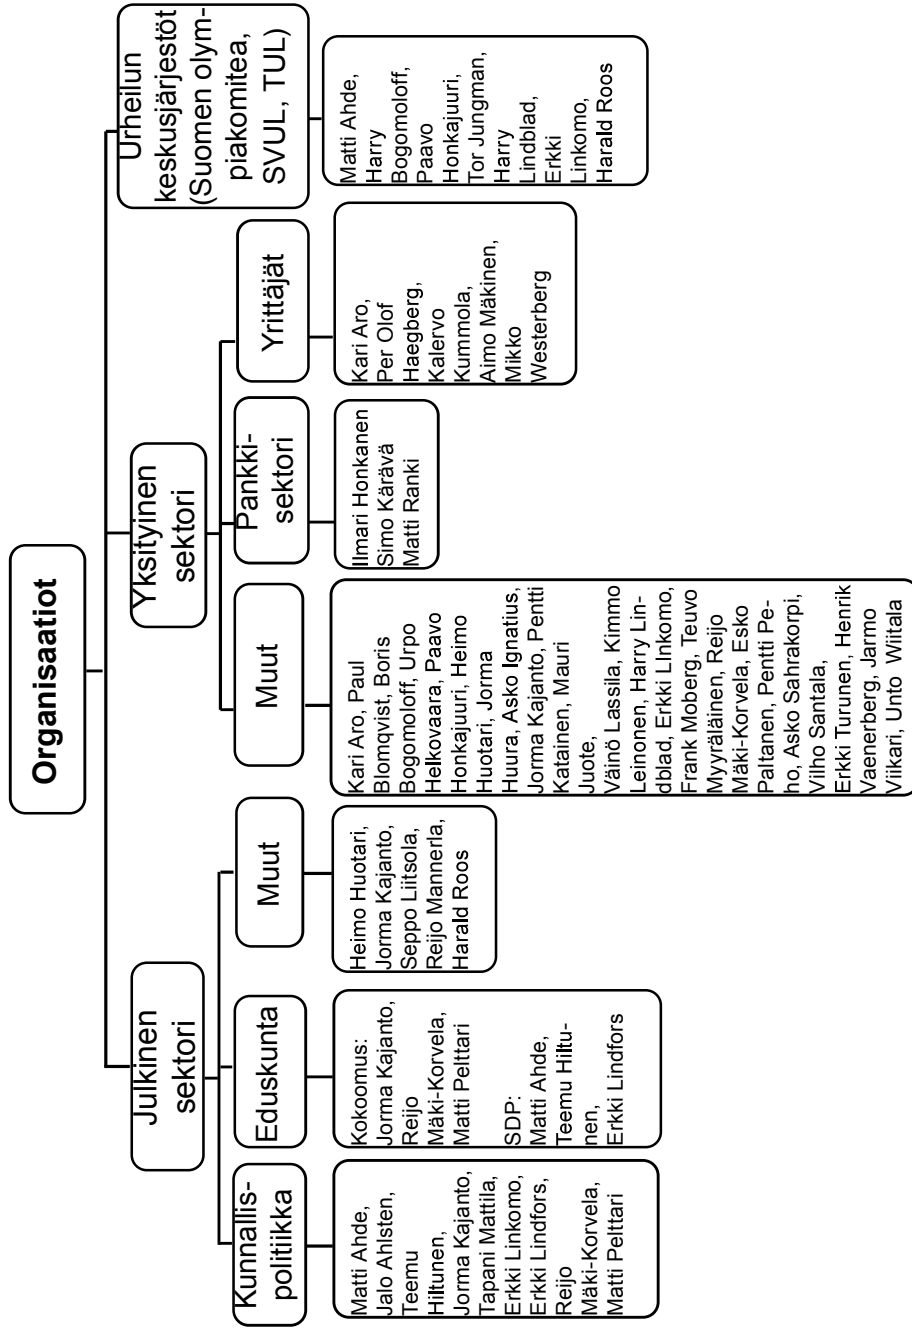 Organisaatiot
Julkinen
sektori
Yksityinen
sektori
Urheilun
keskusjärjestöt
(Suomen olym-
piakomitea,
SVUL, TUL)
Kunnallis-
politiikka
Eduskunta
Muut
Muut
Pankki-
sektori
Yrittäjät
Matti Ahde,
Jalo Ahlsten,
Teemu
Hiltunen,
Jorma Kajanto,
Tapani Mattila,
Erkki Linkomo,
Erkki Lindfors,
Reijo
Mäki-Korvela,
Matti Pelttari
Kokoomus:
Jorma Kajanto,
Reijo
Mäki-Korvela,
Matti Pelttari
SDP:
Matti Ahde,
Teemu Hiltu-
nen,
Erkki Lindfors
Heimo Huotari,
Jorma Kajanto,
Seppo Liitsola,
Reijo Mannerla,
Harald Roos
Kari Aro, Paul
Blomqvist, Boris
Bogomoloff, Urpo
Helkovaara, Paavo
Honkajuuri, Heimo
Huotari, Jorma
Huura, Asko Ignatius,
Jorma Kajanto, Pentti
Katainen, Mauri
Juote,
Väinö Lassila, Kimmo
Leinonen, Harry Lin-
dblad, Erkki LInkomo,
Frank Moberg, Teuvo
Myyräläinen, Reijo
Mäki-Korvela, Esko
Paltanen, Pentti Pe-
ho, Asko Sahrakorpi,
Vilho Santala,
Erkki Turunen, Henrik
Vaenerberg, Jarmo
Viikari, Unto Wiitala
Ilmari Honkanen
Simo Kärävä
Matti Ranki
Kari Aro,
Per Olof
Haegberg,
Kalervo
Kummola,
Aimo Mäkinen,
Mikko
Westerberg
Matti Ahde,
Harry
Bogomoloff,
Paavo
Honkajuuri,
Tor Jungman,
Harry
Lindblad,
Erkki
Linkomo,
Harald Roos